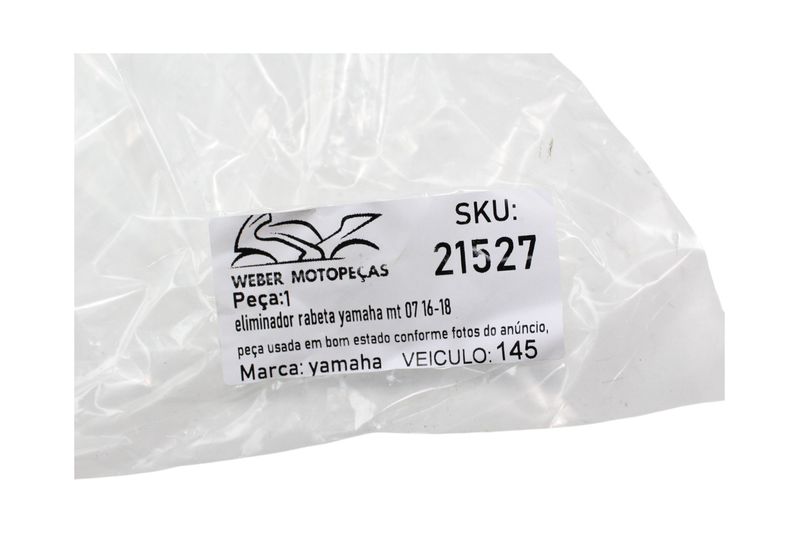 SKU:
21527
WEBER MOTOPEÇAS
Peça:1
eliminador rabeta yamaha mt 07 16-18
peça usada em bom estado conforme fotos do anúncio,
Marca: yamaha VEICULO: 145